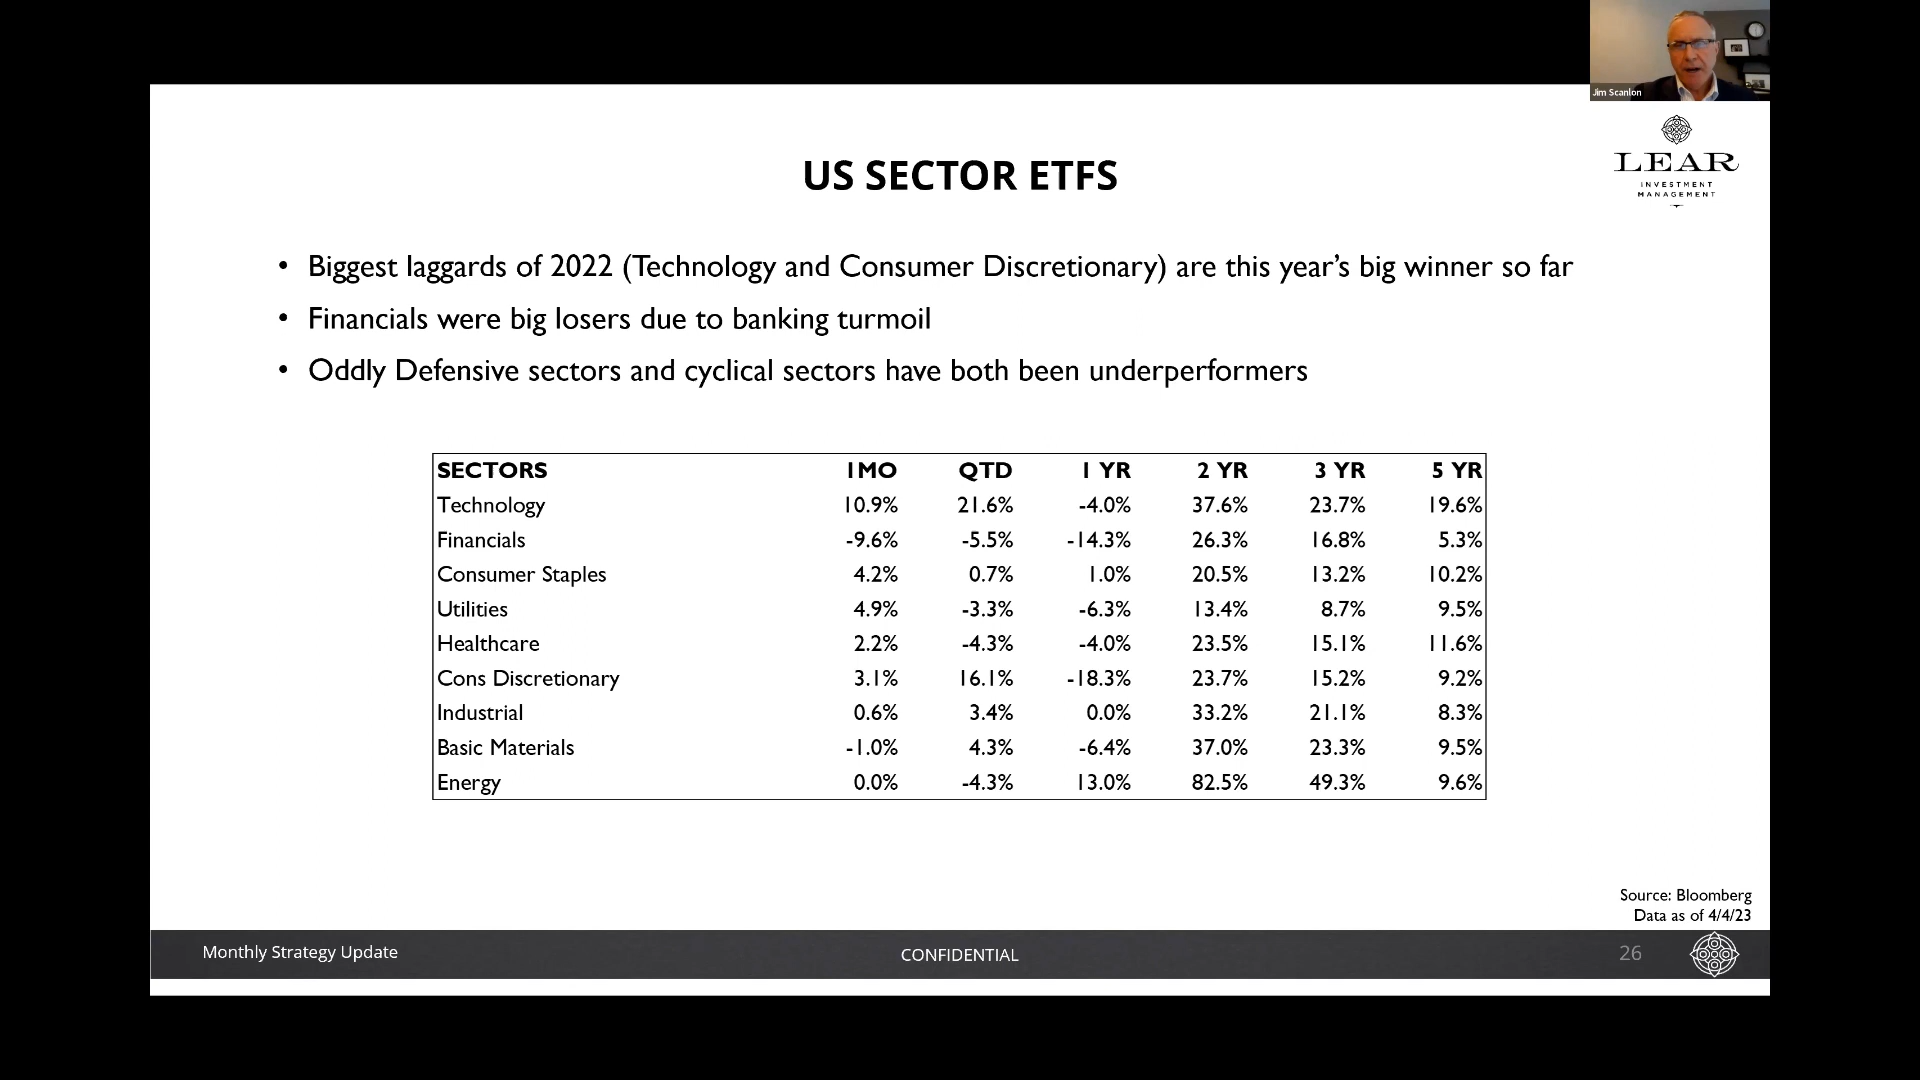 Jim Scanlon
LEAR
INVESTMENT
MANAGEMENT
US SECTOR ETFS
• Biggest laggards of 2022 (Technology and Consumer Discretionary) are this year’s big winner so far
• Financials were big losers due to banking turmoil
• Oddly Defensive sectors and cyclical sectors have both been underperformers
SECTORS 1MO QTD 1 YR 2 YR 3 YR 5 YR
Technology 10.9% 21.6% -4.0% 37.6% 23.7% 19.6%
Financials -9.6% -5.5% -14.3% 26.3% 16.8% 5.3%
Consumer Staples 4.2% 0.7% 1.0% 20.5% 13.2% 10.2%
Utilities 4.9% -3.3% -6.3% 13.4% 8.7% 9.5%
Healthcare 2.2% -4.3% -4.0% 23.5% 15.1% 11.6%
Cons Discretionary 3.1% 16.1% -18.3% 23.7% 15.2% 9.2%
Industrial 0.6% 3.4% 0.0% 33.2% 21.1% 8.3%
Basic Materials -1.0% 4.3% -6.4% 37.0% 23.3% 9.5%
Energy 0.0% -4.3% 13.0% 82.5% 49.3% 9.6%
Source: Bloomberg
Data as of 4/4/23
Monthly Strategy Update CONFIDENTIAL 26